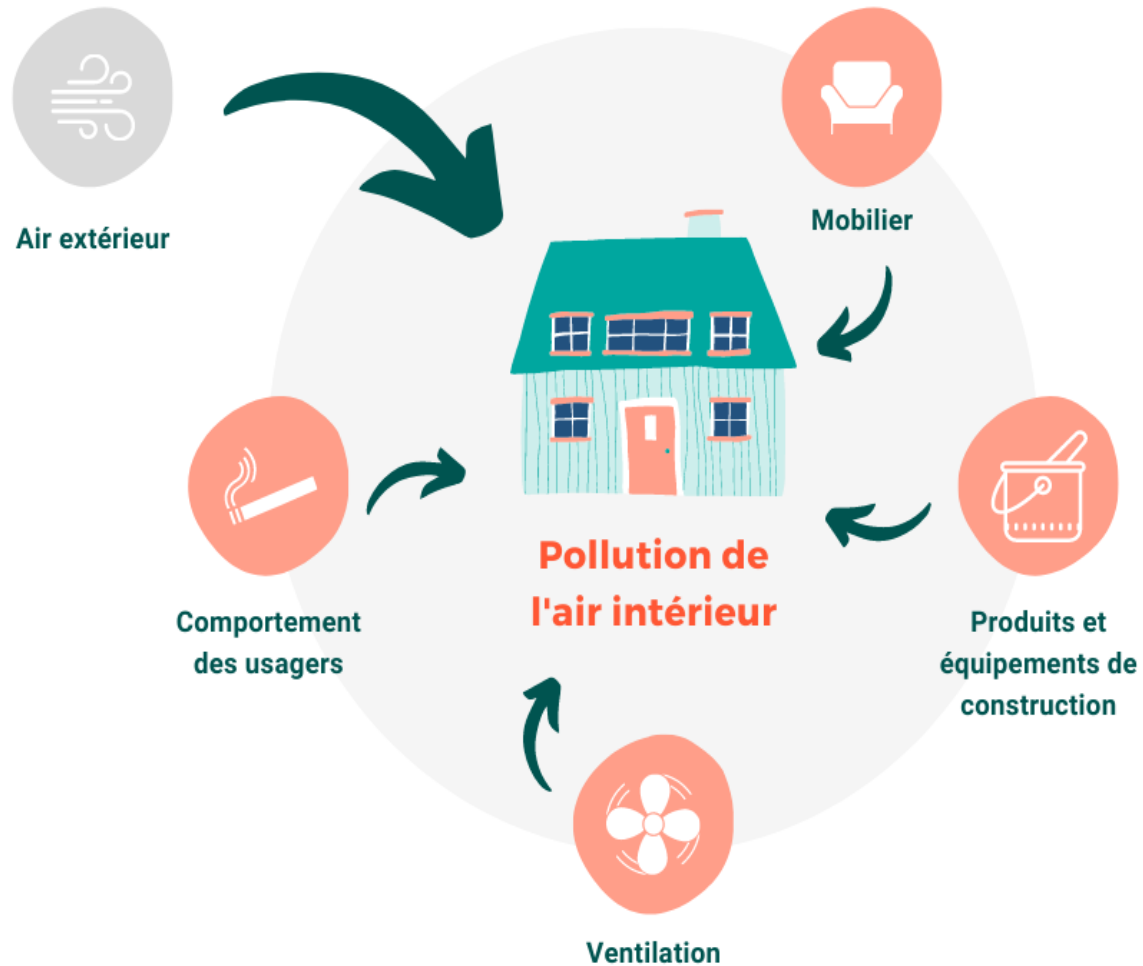 Air extérieur
Mobilier
Comportement
des usagers
Pollution de
l'air intérieur
Produits et
équipements de
construction
Ventilation